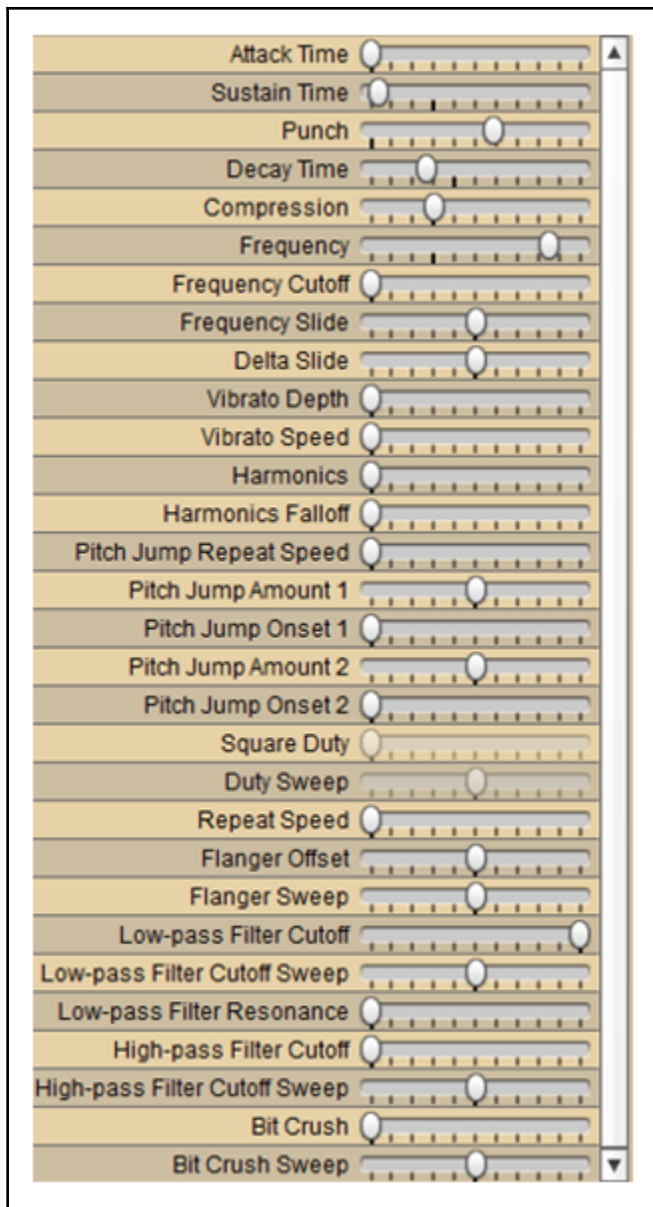 Attack Time
Sustain Time
Punch
Decay Time
Compression
Frequency
Frequency Cutoff
Frequency Slide
Delta Slide
Vibrato Depth
Vibrato Speed
Harmonics
Harmonics Falloff
Pitch Jump Repeat Speed
Pitch Jump Amount 1
Pitch Jump Onset 1
Pitch Jump Amount 2
Pitch Jump Onset 2
Square Duty
Duty Sweep
Repeat Speed
Flanger Offset
Flanger Sweep
Low-pass Filter Cutoff
Low-pass Filter Cutoff Sweep
Low-pass Filter Resonance
High-pass Filter Cutoff
High-pass Filter Cutoff Sweep
Bit Crush
Bit Crush Sweep